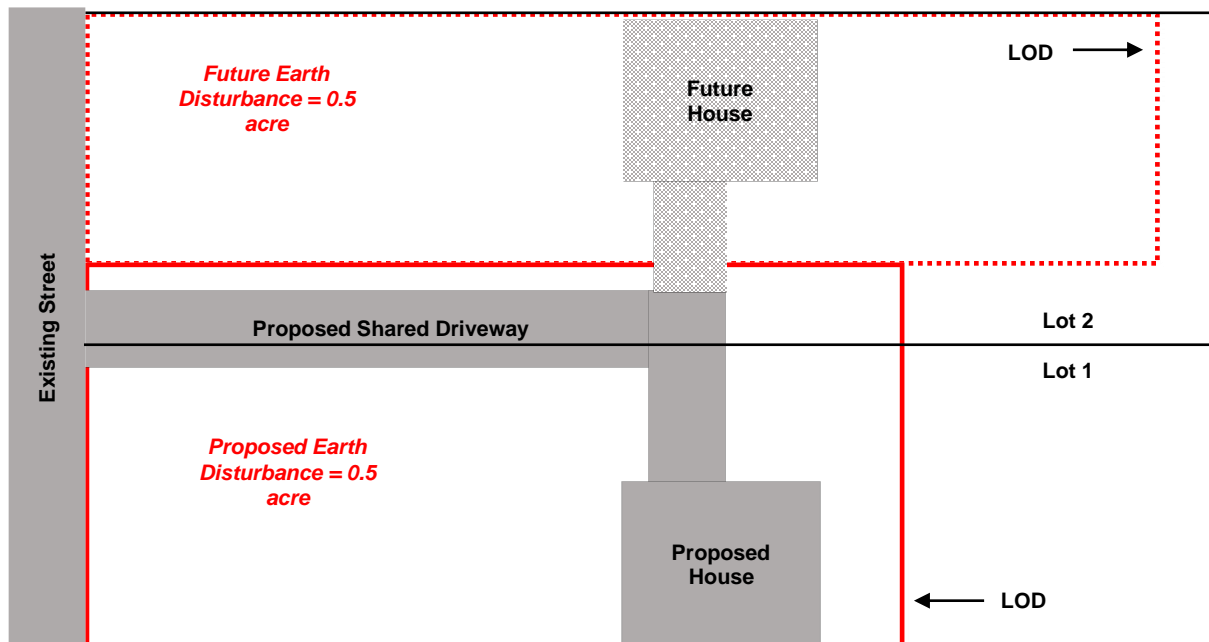 LOD
Future Earth
Disturbance = 0.5
acre
Future
House
Existing Street
Proposed Shared Driveway
Lot 2
Lot 1
Proposed Earth
Disturbance = 0.5
acre
Proposed
House
LOD